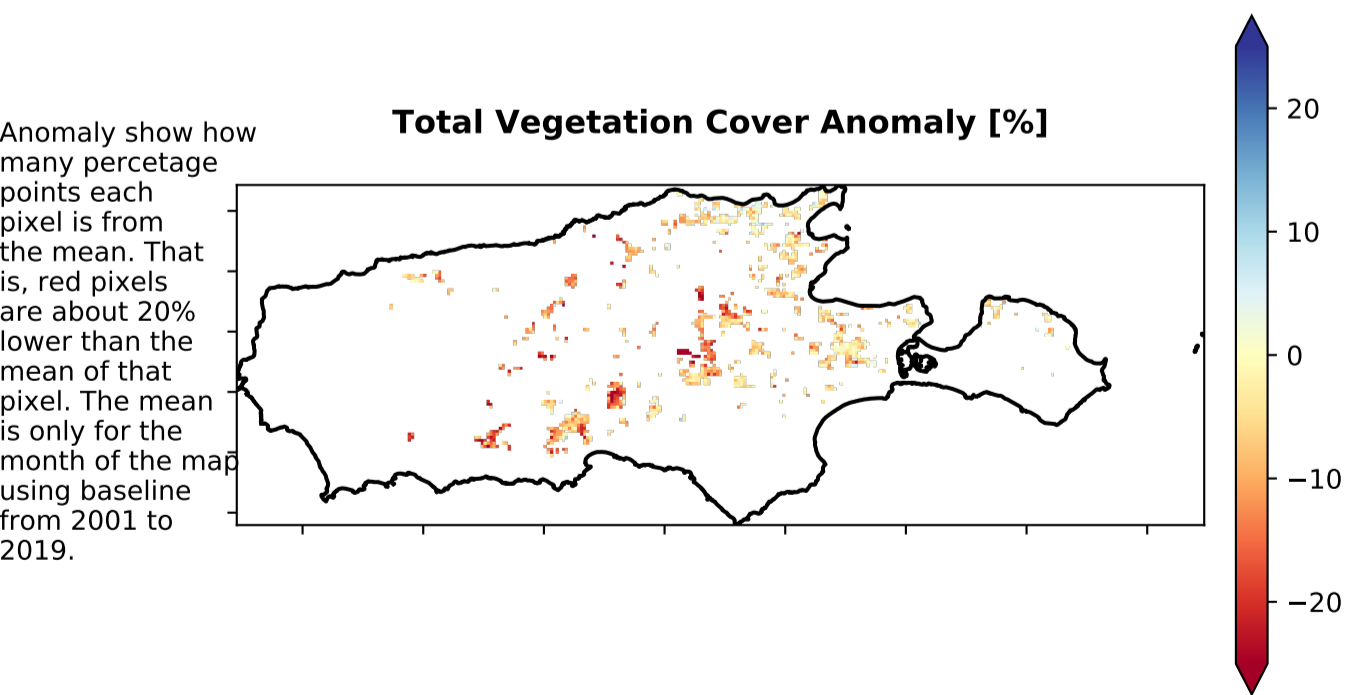 Total Vegetation Cover Anomaly [%]
Anomaly show how
many percetage
points each
pixel is from
the mean. That
is, red pixels
are about 20%
lower than the
mean of that
pixel. The mean
is only for the
month of the map
using baseline
from 2001 to
2019.
20
10
0
−10
−20